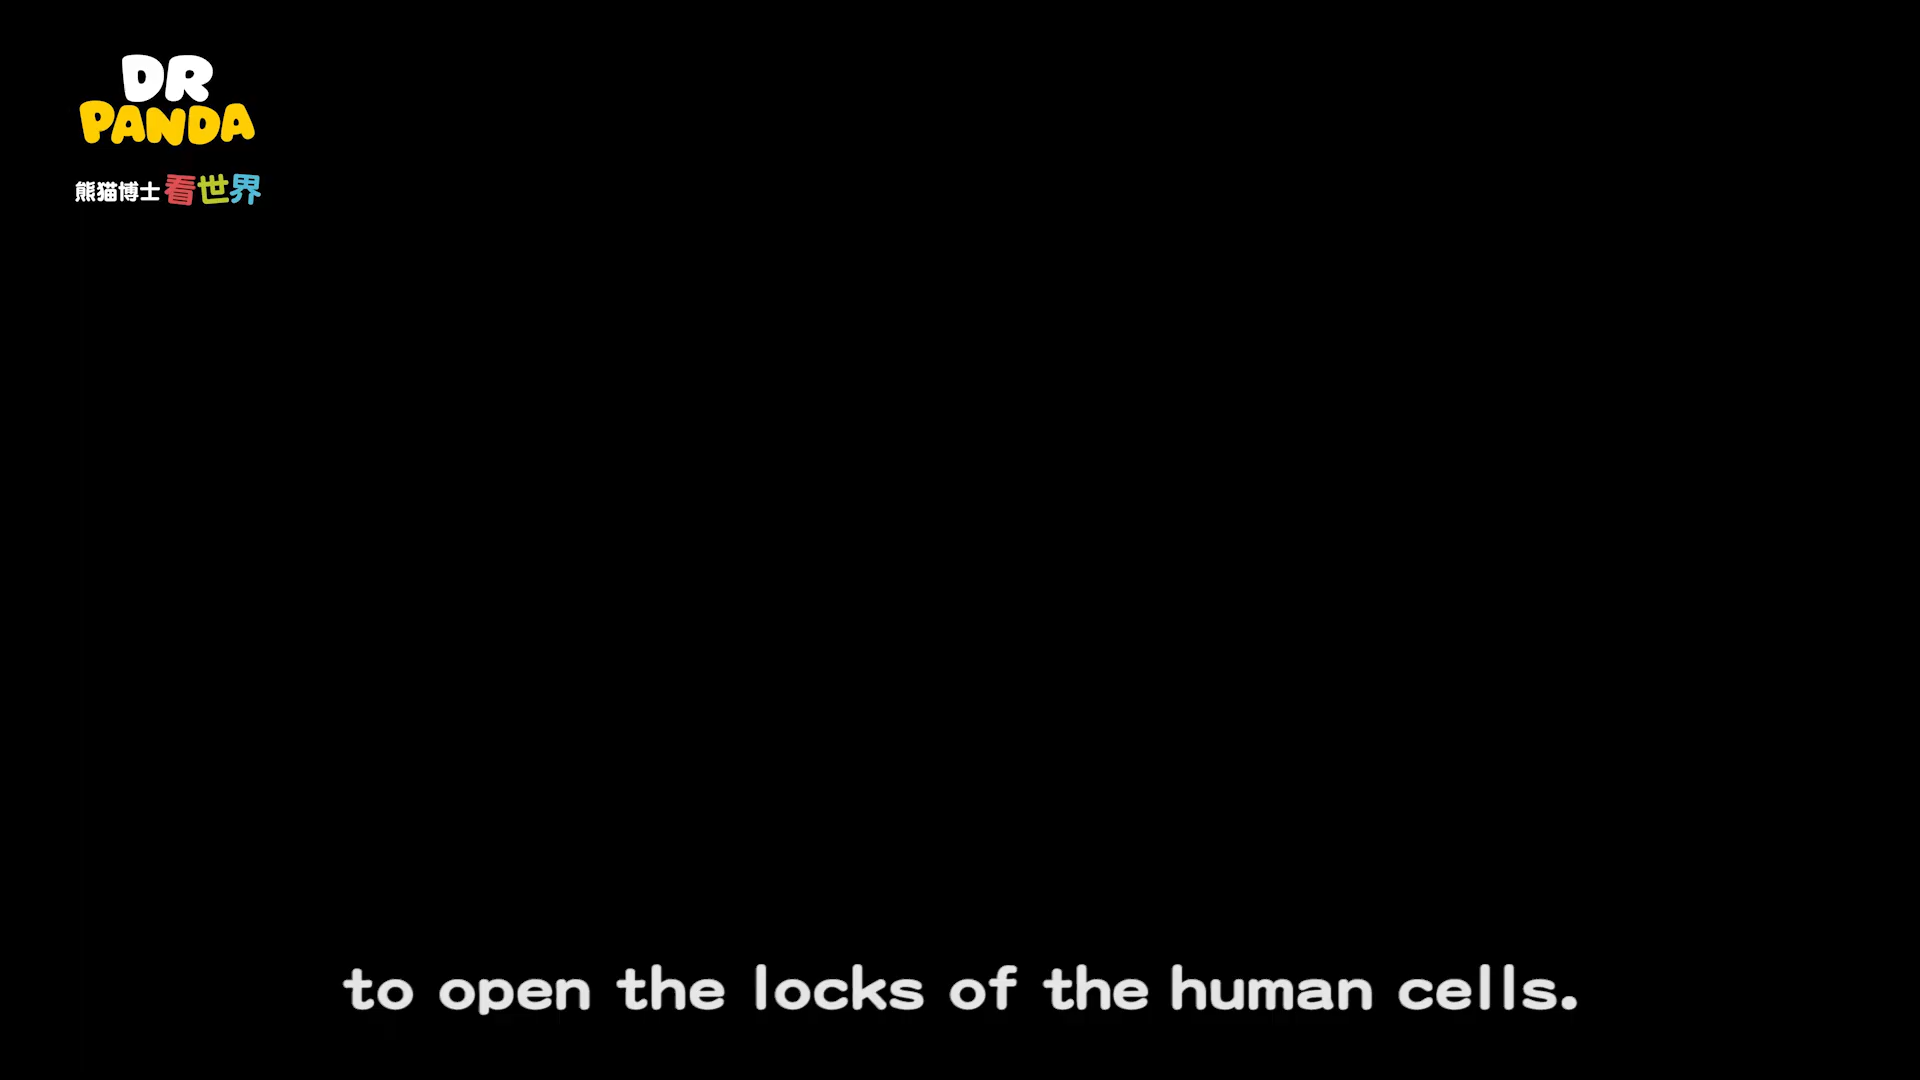 DR
PANDA
熊猫博士看世界
to open the locks of the human cells.